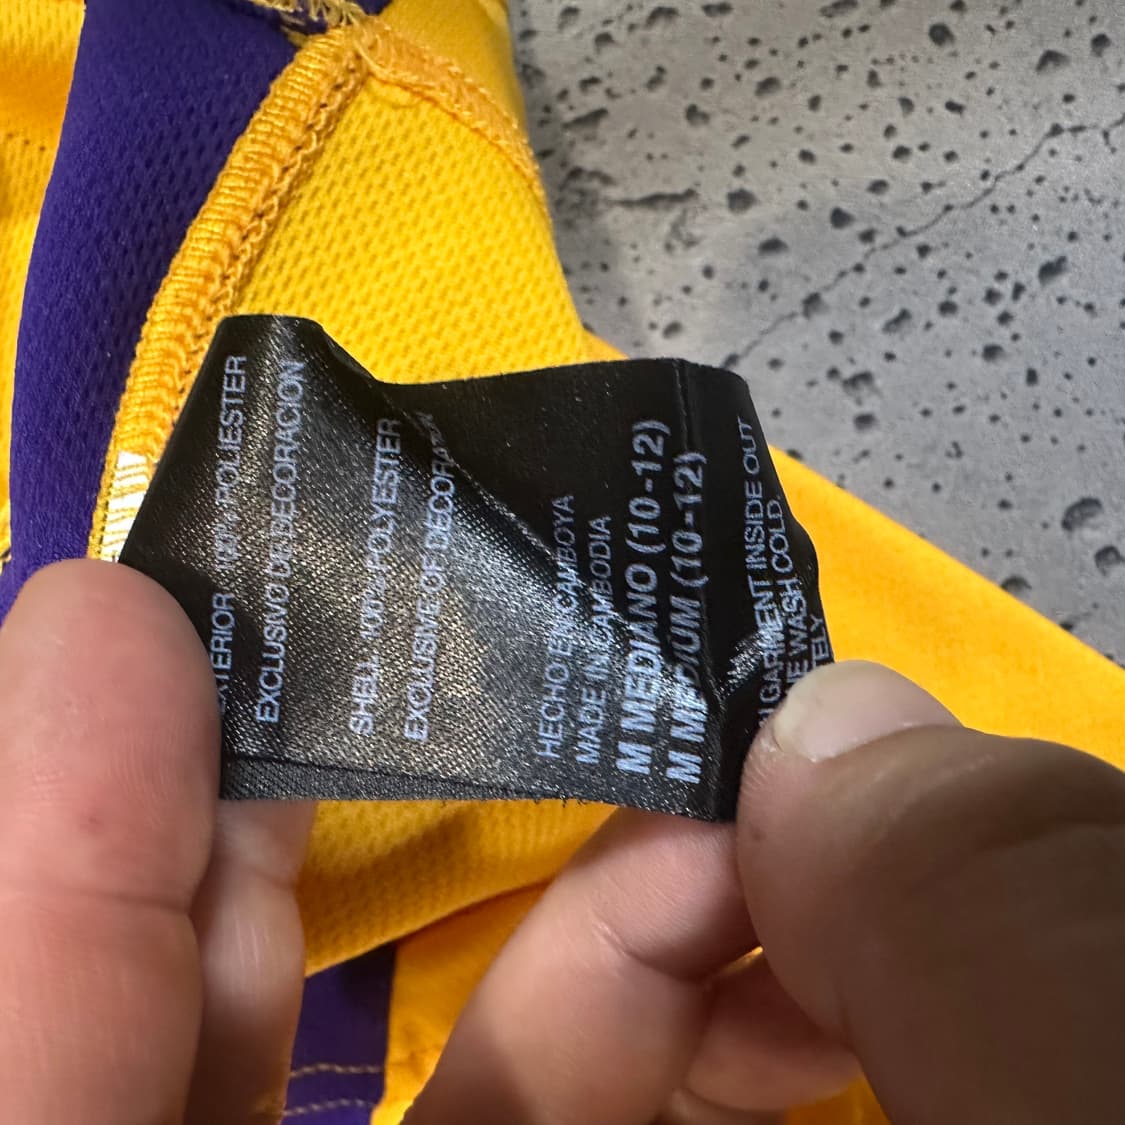 EXTERIOR 100% POLIESTER
EXCLUSIVO DE DECORACION
SHELL 100% POLYESTER
EXCLUSIVE OF DECORATION
HECHO EN CAMBOYA
MADE IN CAMBODIA
M MEDIANO (10-12)
M MEDIUM (10-12)
GARMENT INSIDE OUT
WASH COLD.